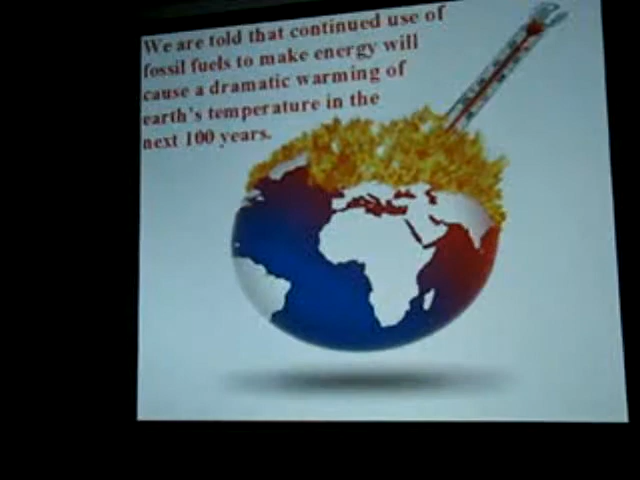 We are told that continued use of
fossil fuels to make energy will
cause a dramatic warming of
earth's temperature in the
next 100 years.